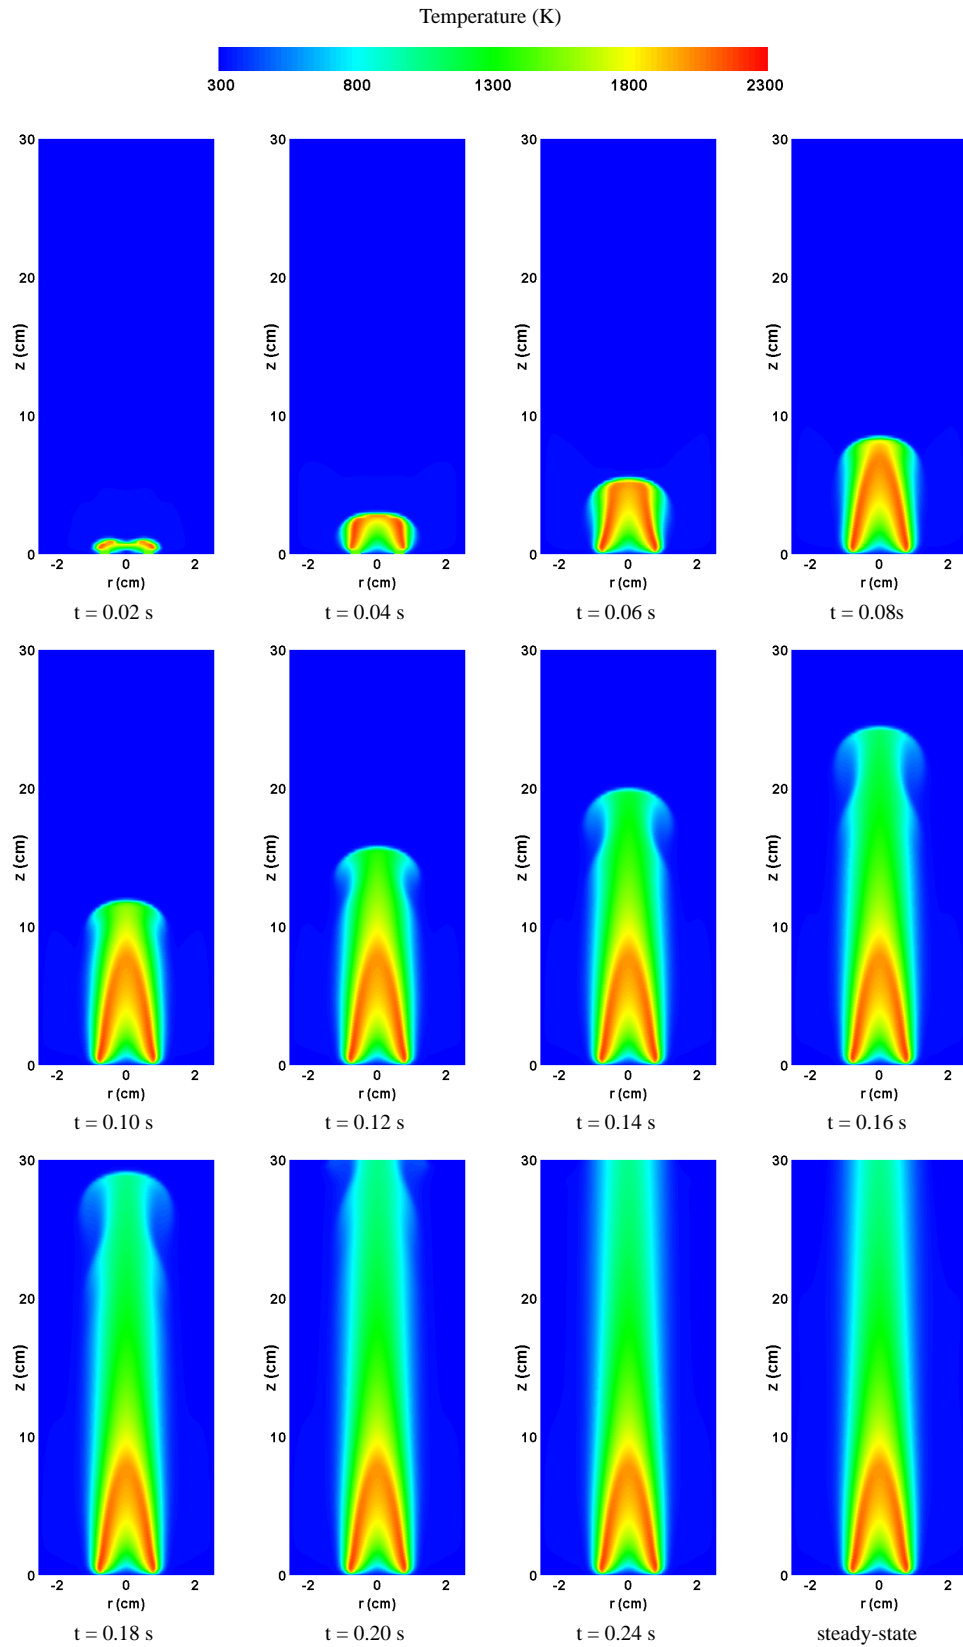 Temperature (K)
300 800 1300 1800 2300
30 30 30 30
20 20 20 20
z (cm) z (cm) z (cm) z (cm)
10 10 10 10
0 0 0 0
-2 0 2 -2 0 2 -2 0 2 -2 0 2
r (cm) r (cm) r (cm) r (cm)
t = 0.02 s t = 0.04 s t = 0.06 s t = 0.08s
30 30 30 30
20 20 20 20
z (cm) z (cm) z (cm) z (cm)
10 10 10 10
0 0 0 0
-2 0 2 -2 0 2 -2 0 2 -2 0 2
r (cm) r (cm) r (cm) r (cm)
t = 0.10 s t = 0.12 s t = 0.14 s t = 0.16 s
30 30 30 30
20 20 20 20
z (cm) z (cm) z (cm) z (cm)
10 10 10 10
0 0 0 0
-2 0 2 -2 0 2 -2 0 2 -2 0 2
r (cm) r (cm) r (cm) r (cm)
t = 0.18 s t = 0.20 s t = 0.24 s steady-state